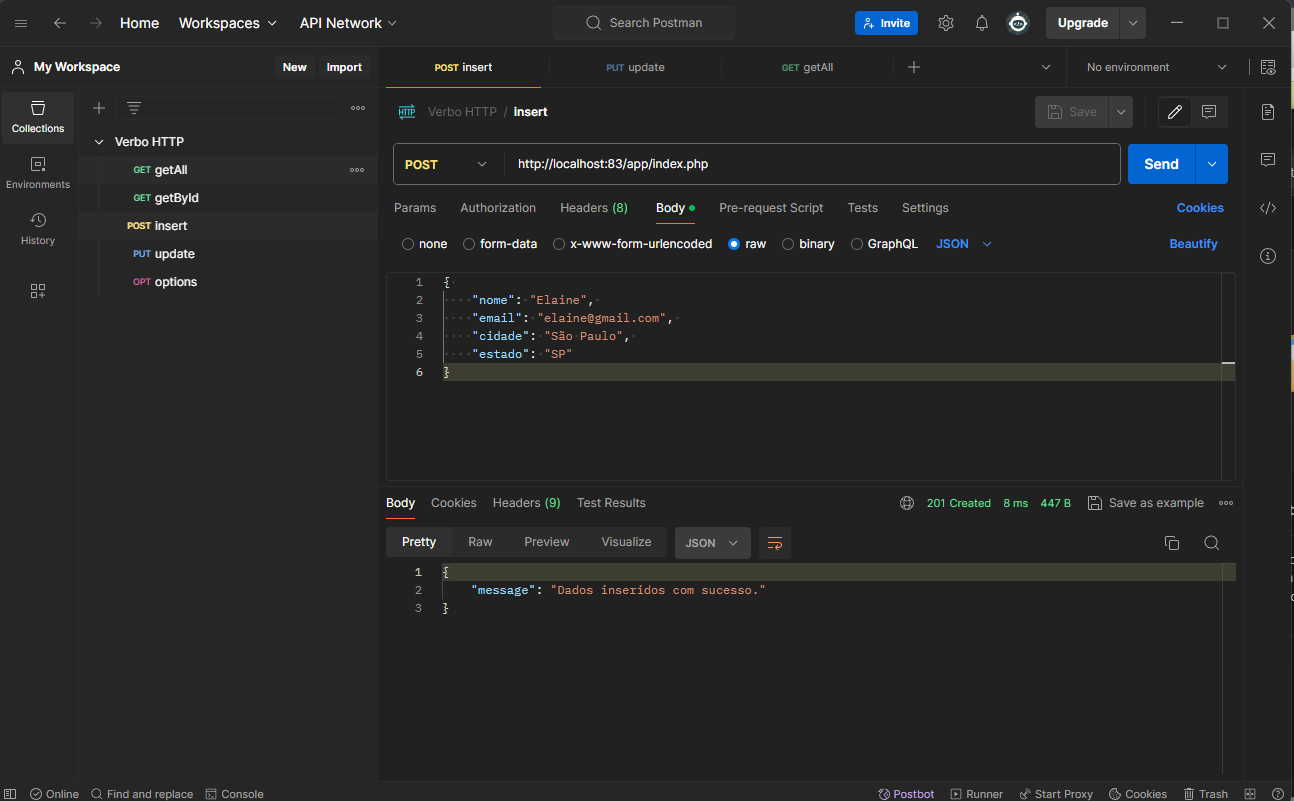 Home Workspaces API Network Search Postman Invite Upgrade
My Workspace New Import POST insert PUT update GET getAll No environment
Collections
Environments
History
Verbo HTTP
GET getAll
GET getById
POST insert
PUT update
OPT options
HTTP Verbo HTTP / insert Save
POST http://localhost:83/app/index.php Send
Params Authorization Headers (8) Body Pre-request Script Tests Settings Cookies
none form-data x-www-form-urlencoded raw binary GraphQL JSON Beautify
1 {
2 "nome": "Elaine",
3 "email": "elaine@gmail.com",
4 "cidade": "São Paulo",
5 "estado": "SP"
6 }
Body Cookies Headers (9) Test Results 201 Created 8 ms 447 B Save as example
Pretty Raw Preview Visualize JSON
1 {
2 "message": "Dados inseridos com sucesso."
3 }
Online Find and replace Console Postbot Runner Start Proxy Cookies Trash